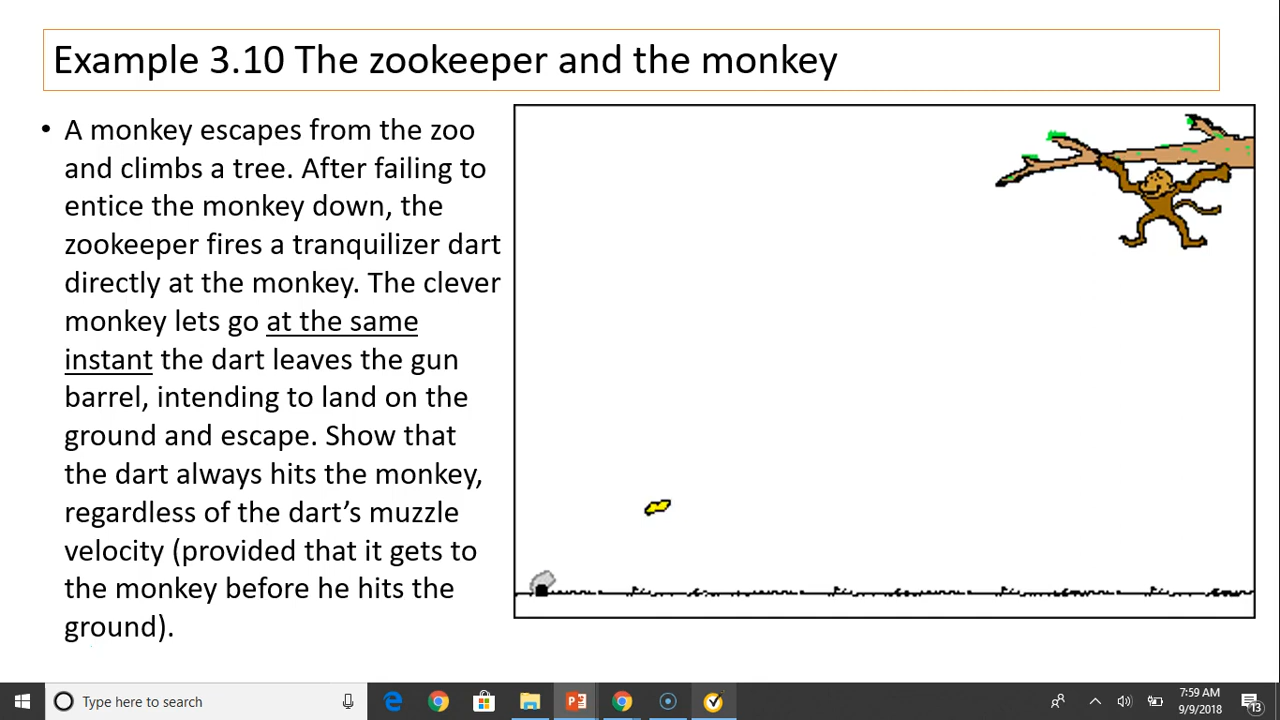 Example 3.10 The zookeeper and the monkey
• A monkey escapes from the zoo
and climbs a tree. After failing to
entice the monkey down, the
zookeeper fires a tranquilizer dart
directly at the monkey. The clever
monkey lets go at the same
instant the dart leaves the gun
barrel, intending to land on the
ground and escape. Show that
the dart always hits the monkey,
regardless of the dart’s muzzle
velocity (provided that it gets to
the monkey before he hits the
ground).
Type here to search
7:59 AM
9/9/2018
13